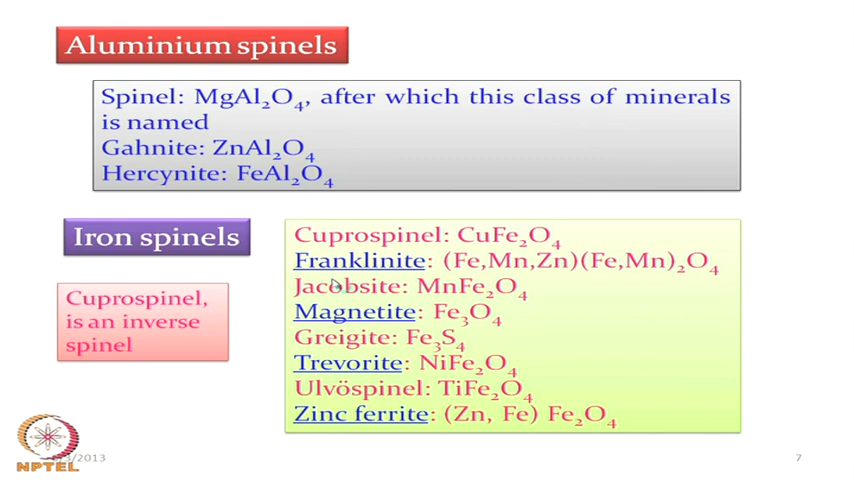 Aluminium spinels
Spinel: MgAl₂O₄, after which this class of minerals
is named
Gahnite: ZnAl₂O₄
Hercynite: FeAl₂O₄
Iron spinels
Cuprospinel,
is an inverse
spinel
Cuprospinel: CuFe₂O₄
Franklinite: (Fe,Mn,Zn)(Fe,Mn)₂O₄
Jacobsite: MnFe₂O₄
Magnetite: Fe₃O₄
Greigite: Fe₃S₄
Trevorite: NiFe₂O₄
Ulvöspinel: TiFe₂O₄
Zinc ferrite: (Zn, Fe) Fe₂O₄
/3/2013
NPTEL
7